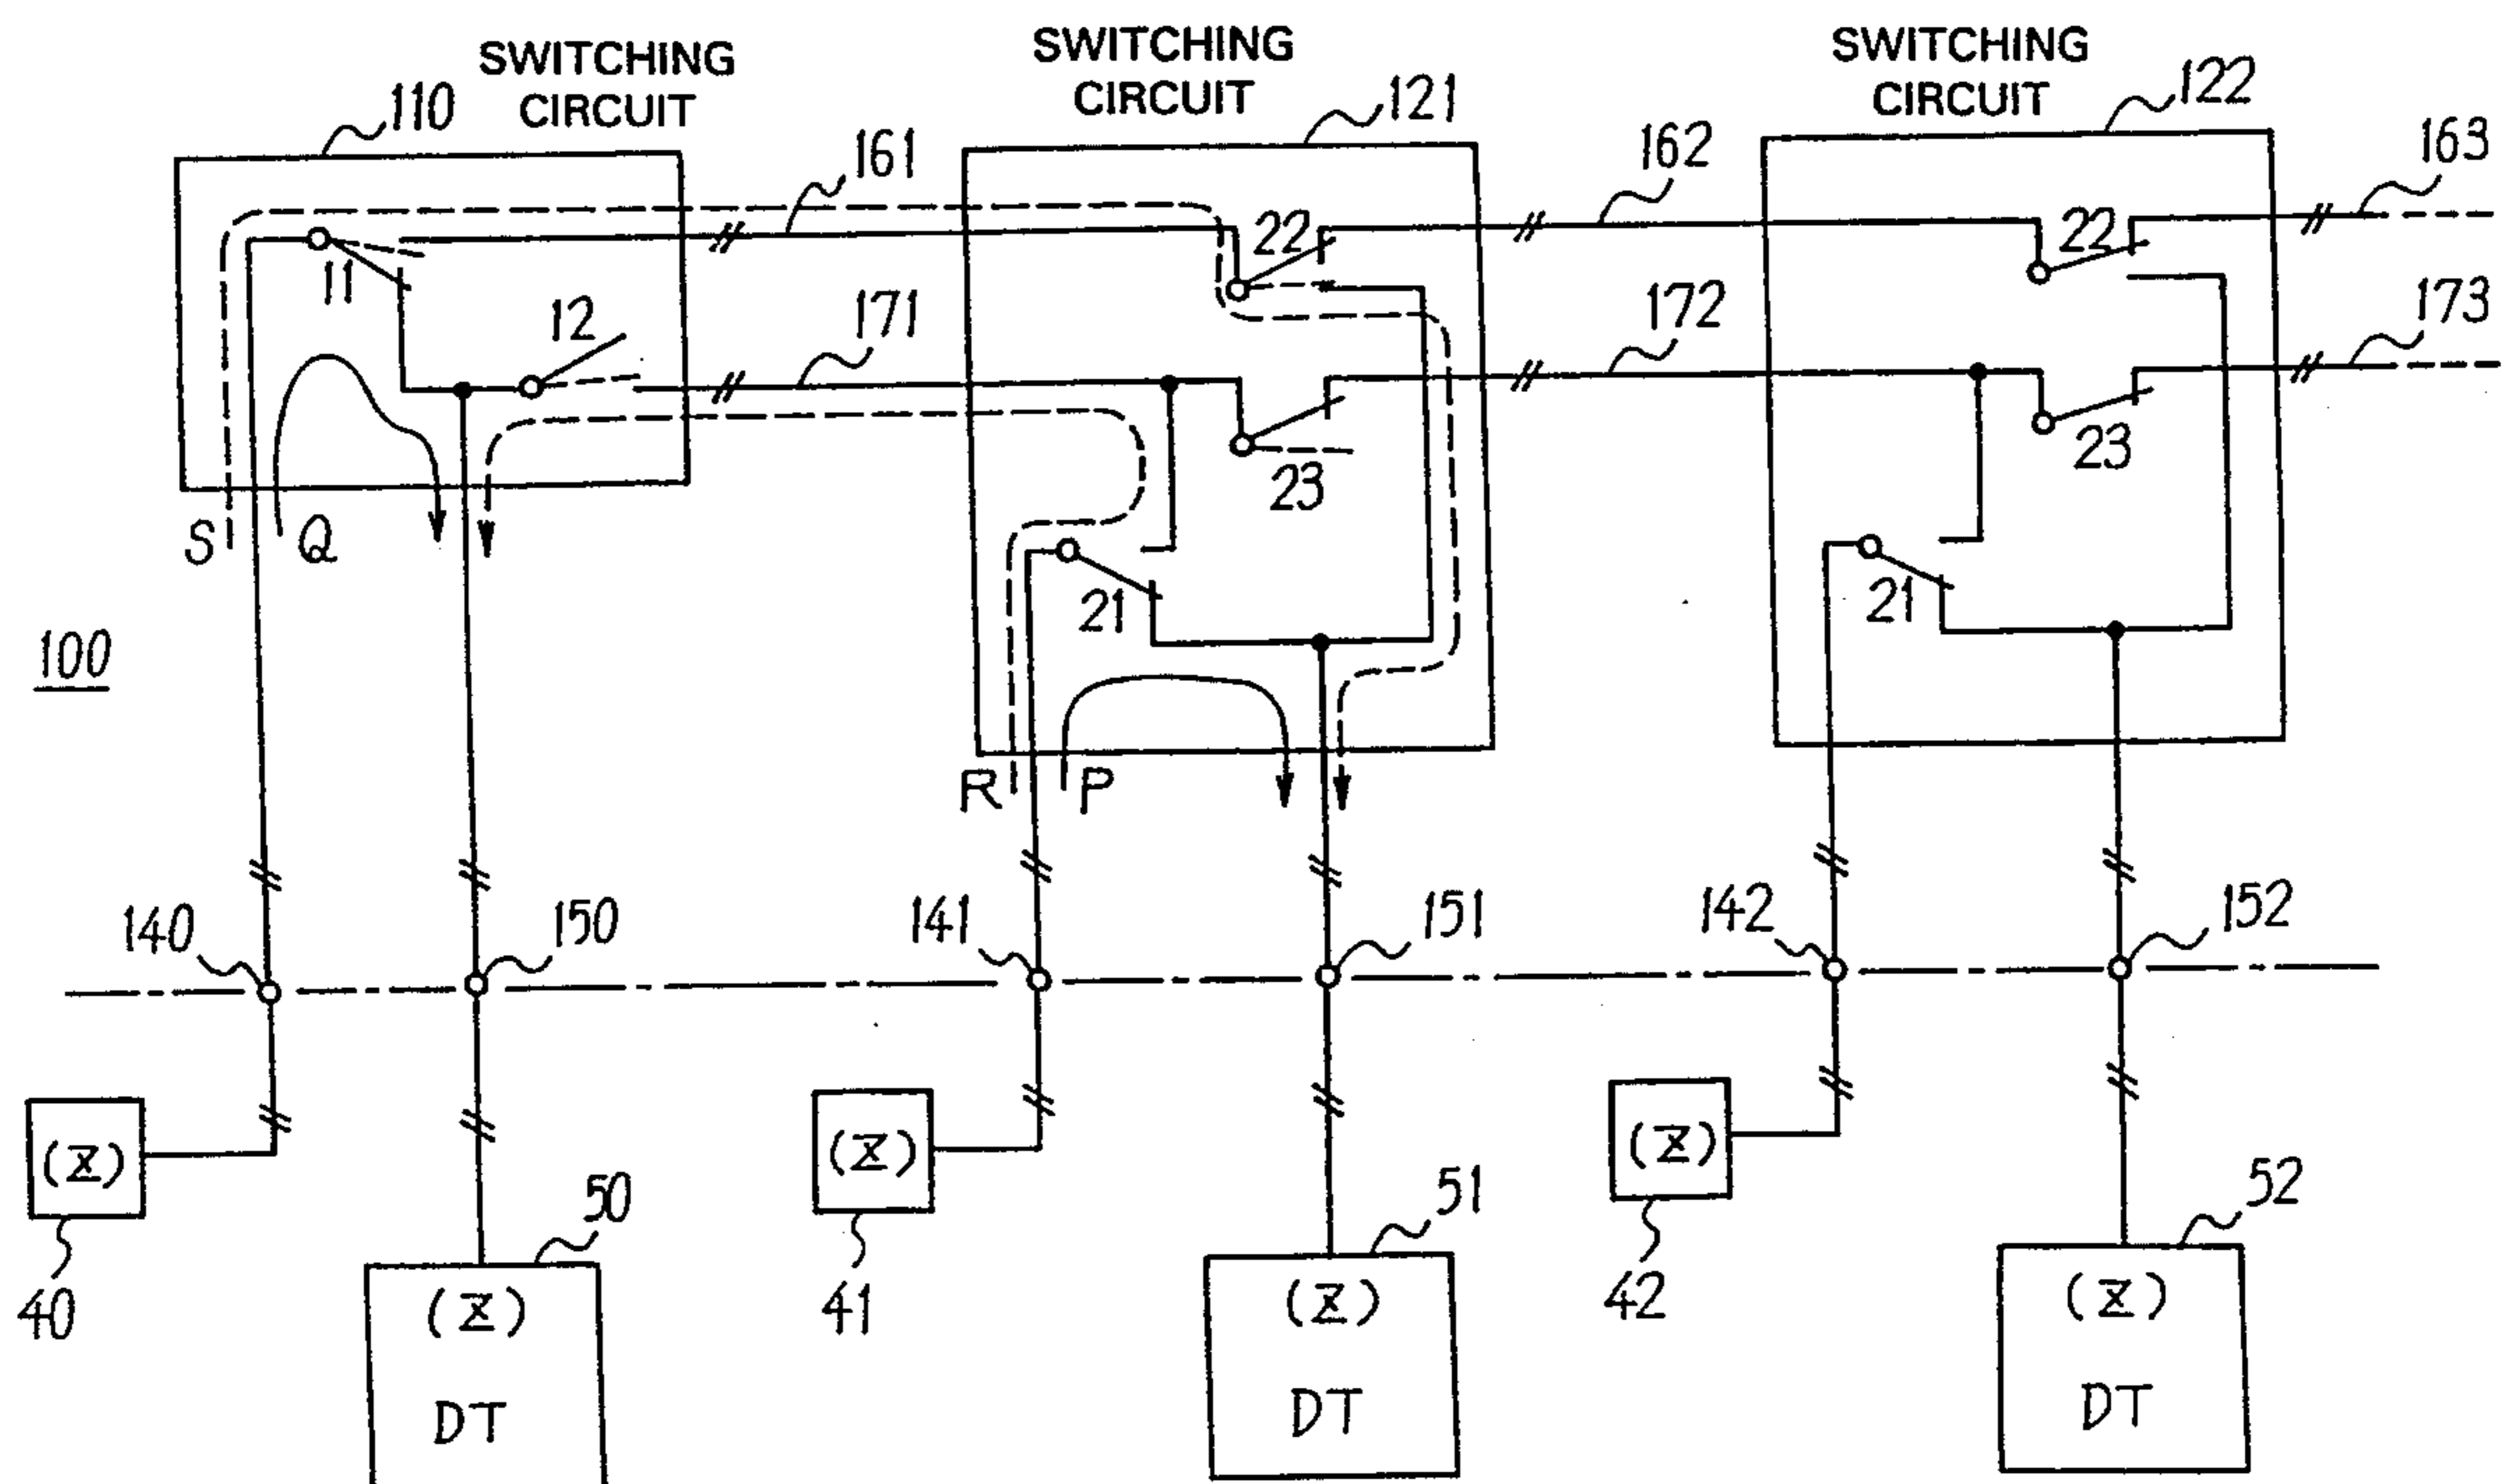 SWITCHING
CIRCUIT
SWITCHING
CIRCUIT
SWITCHING
CIRCUIT
110
161
121
162
122
163
11
12
171
22
172
22
173
23
23
S
Q
21
21
100
R
P
140
150
141
151
142
152
(Z)
(Z)
(Z)
40
50
41
51
42
52
(Z)
DT
(Z)
DT
(Z)
DT